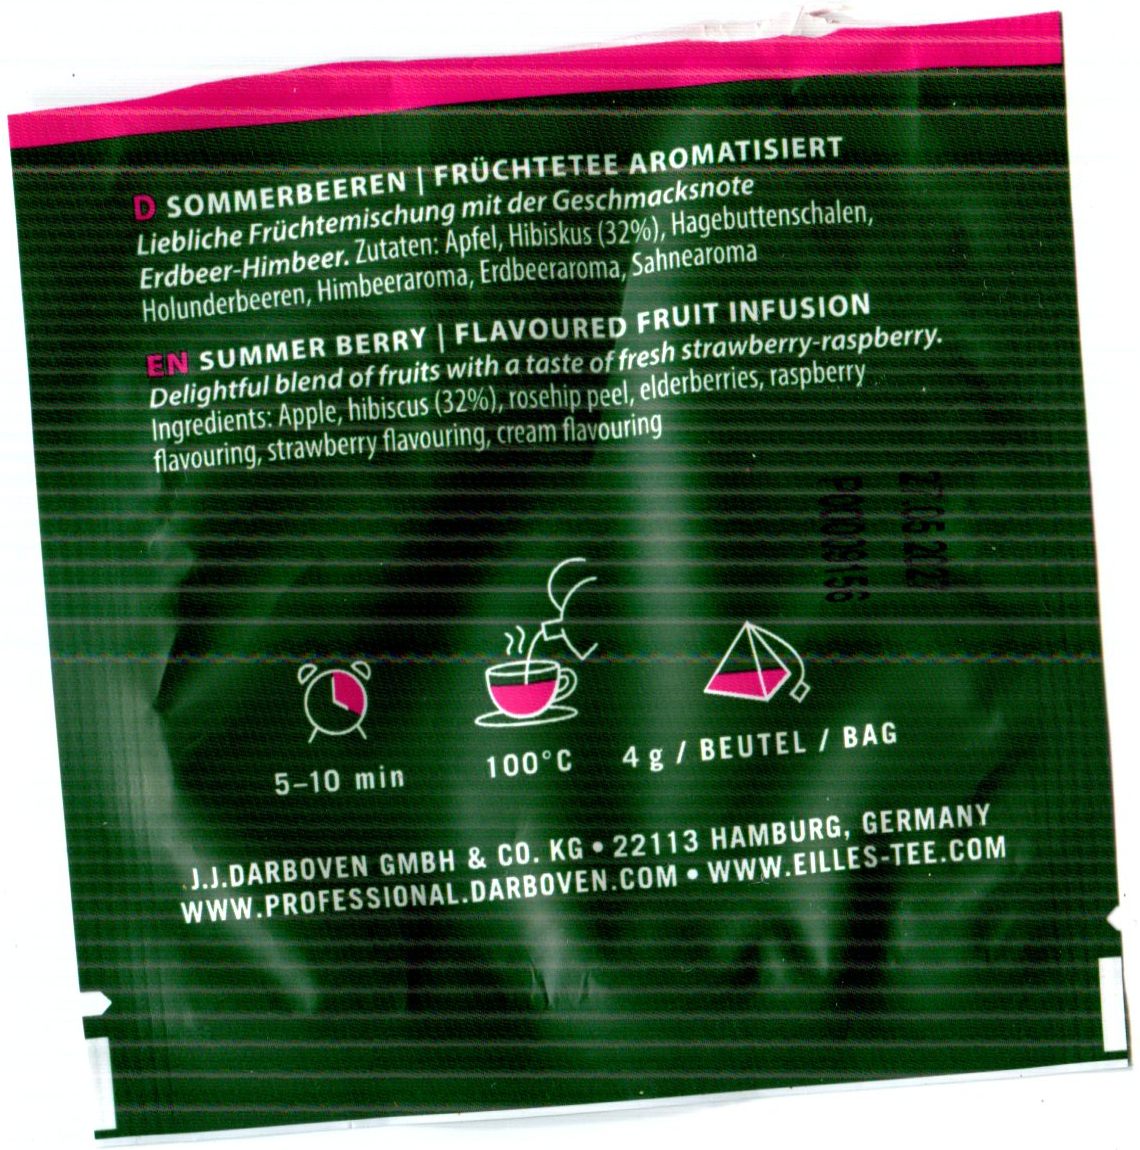 D SOMMERBEEREN | FRÜCHTETEE AROMATISIERT
Liebliche Früchtemischung mit der Geschmacksnote
Erdbeer-Himbeer. Zutaten: Apfel, Hibiskus (32%), Hagebuttenschalen,
Holunderbeeren, Himbeeraroma, Erdbeeraroma, Sahnearoma
EN SUMMER BERRY | FLAVOURED FRUIT INFUSION
Delightful blend of fruits with a taste of fresh strawberry-raspberry.
Ingredients: Apple, hibiscus (32%), rosehip peel, elderberries, raspberry
flavouring, strawberry flavouring, cream flavouring
27.05.2027
5–10 min
100°C
4 g / BEUTEL / BAG
J.J.DARBOVEN GMBH & CO. KG • 22113 HAMBURG, GERMANY
WWW.PROFESSIONAL.DARBOVEN.COM • WWW.EILLES-TEE.COM